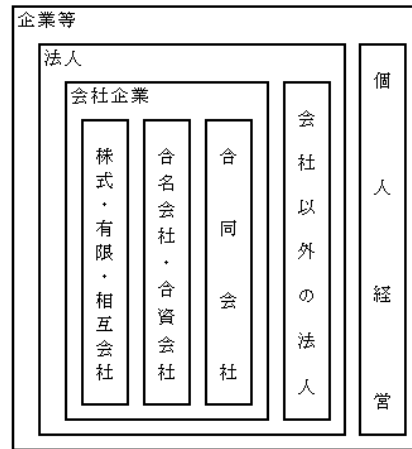 企業等
法人
会社企業
株式・有限・相互会社
合名会社・合資会社
合同会社
会社以外の法人
個人経営